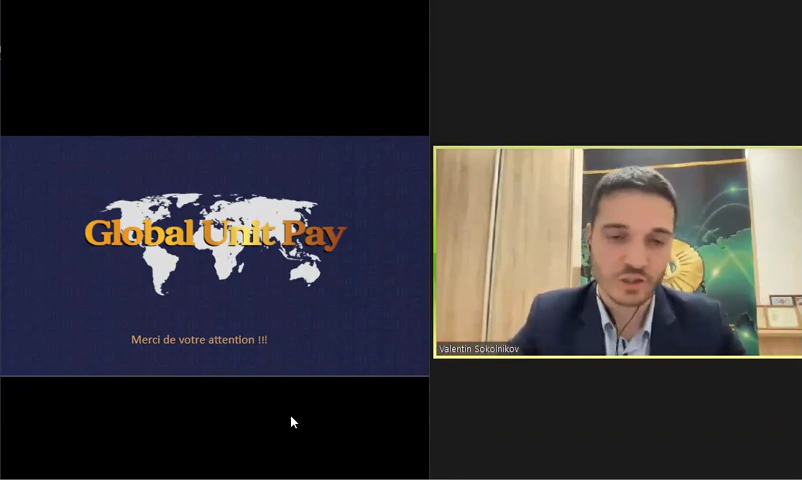 Global Unit Pay
Merci de votre attention !!!
Valentin Sokolnikov